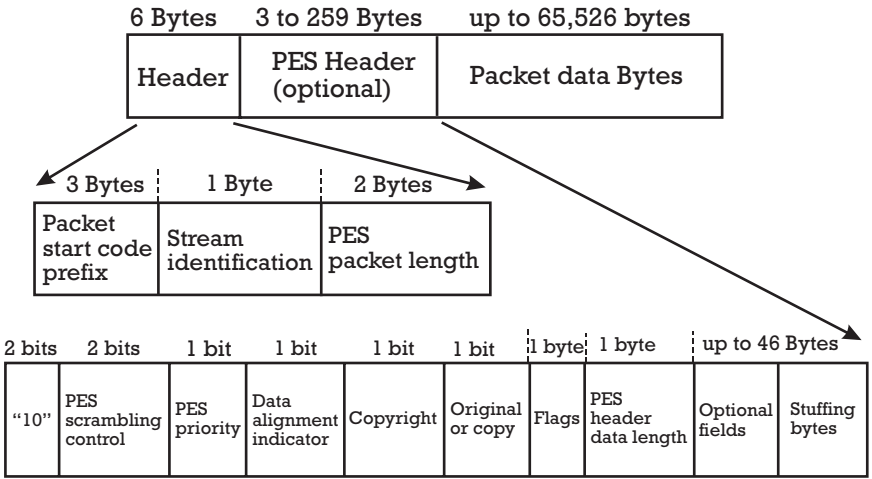 6 Bytes 3 to 259 Bytes up to 65,526 bytes
Header
PES Header
(optional)
Packet data Bytes
3 Bytes 1 Byte 2 Bytes
Packet
start code
prefix
Stream
identification
PES
packet length
2 bits 2 bits 1 bit 1 bit 1 bit 1 bit 1 byte 1 byte up to 46 Bytes
“10”
PES
scrambling
control
PES
priority
Data
alignment
indicator
Copyright
Original
or copy
Flags
PES
header
data length
Optional
fields
Stuffing
bytes